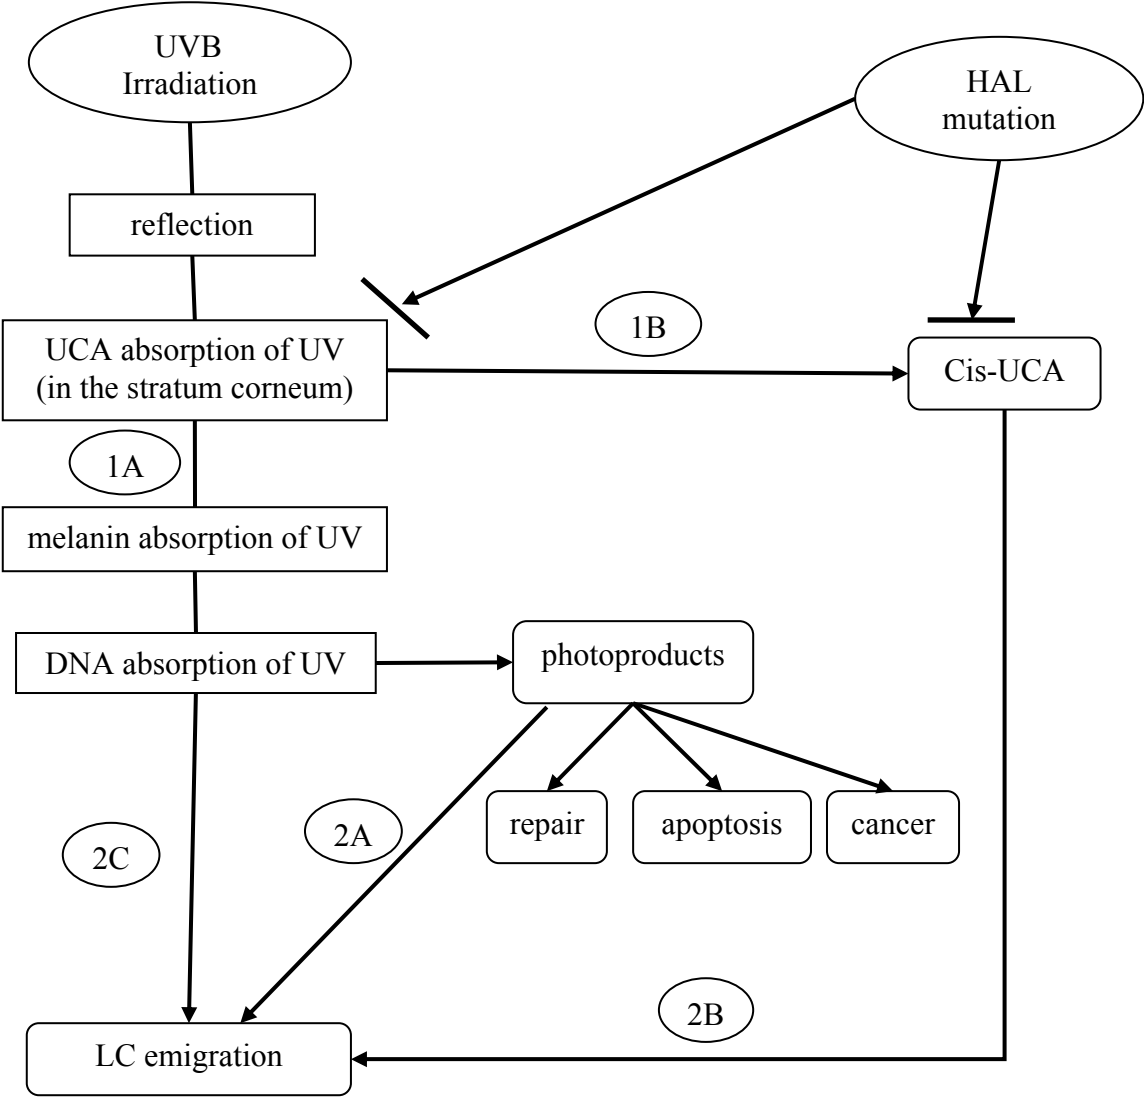 UVB
Irradiation
HAL
mutation
reflection
1B
UCA absorption of UV
(in the stratum corneum)
Cis-UCA
1A
melanin absorption of UV
DNA absorption of UV
photoproducts
repair
apoptosis
cancer
2A
2C
2B
LC emigration